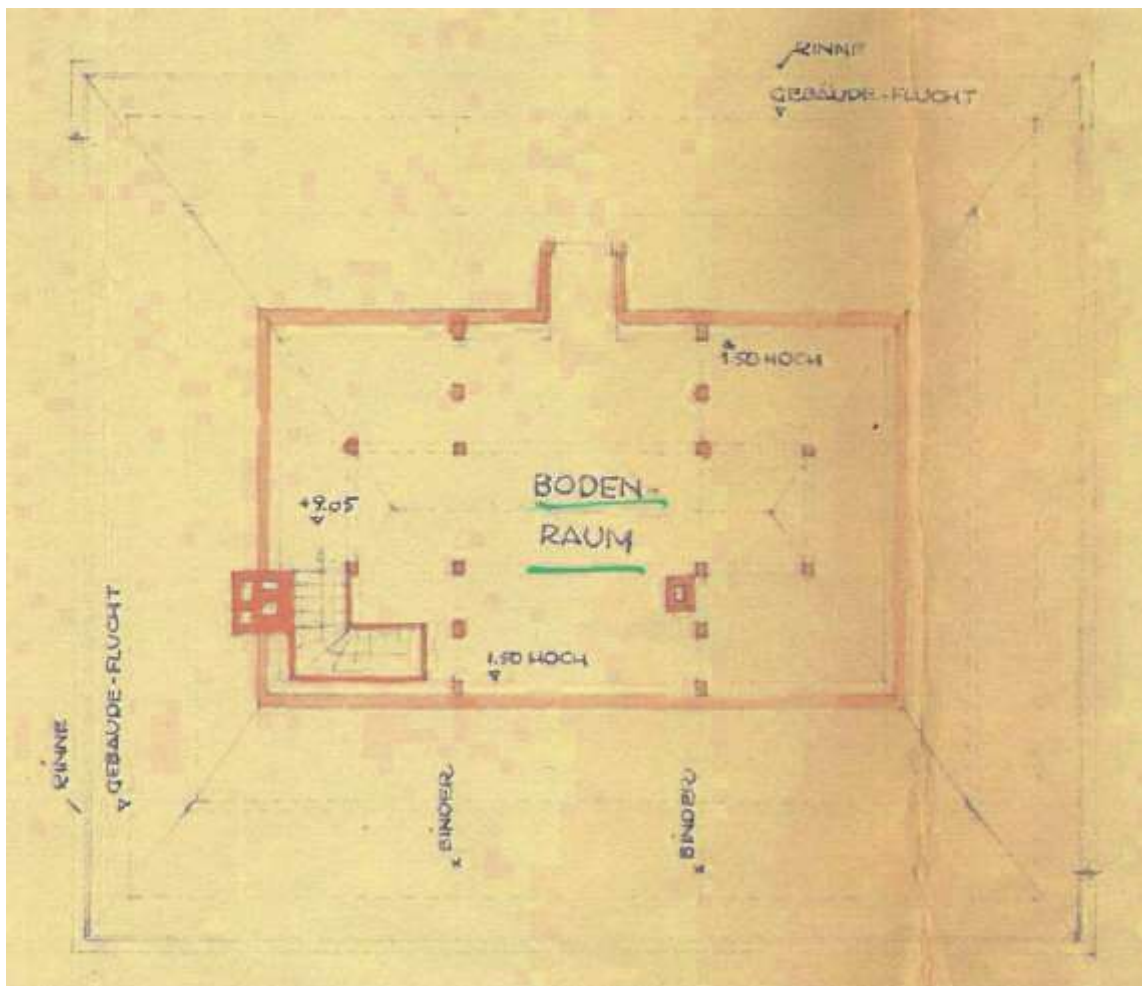 RINNE
GEBÄUDE-FLUCHT
1.50 HOCH
BODEN-
RAUM
+9.05
1.50 HOCH
GEBÄUDE-FLUCHT
RINNE
BINDER
BINDER